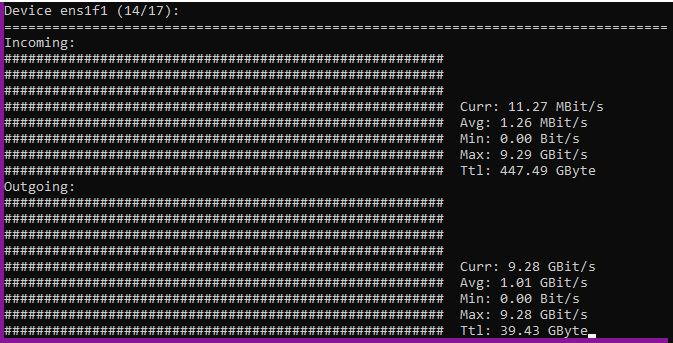 Device ens1f1 (14/17):
===================================================================================
Incoming:
#######################################################
#######################################################
#######################################################
####################################################### Curr: 11.27 MBit/s
####################################################### Avg: 1.26 MBit/s
####################################################### Min: 0.00 Bit/s
####################################################### Max: 9.29 GBit/s
####################################################### Ttl: 447.49 GByte
Outgoing:
#######################################################
#######################################################
#######################################################
#######################################################
####################################################### Curr: 9.28 GBit/s
####################################################### Avg: 1.01 GBit/s
####################################################### Min: 0.00 Bit/s
####################################################### Max: 9.28 GBit/s
####################################################### Ttl: 39.43 GByte